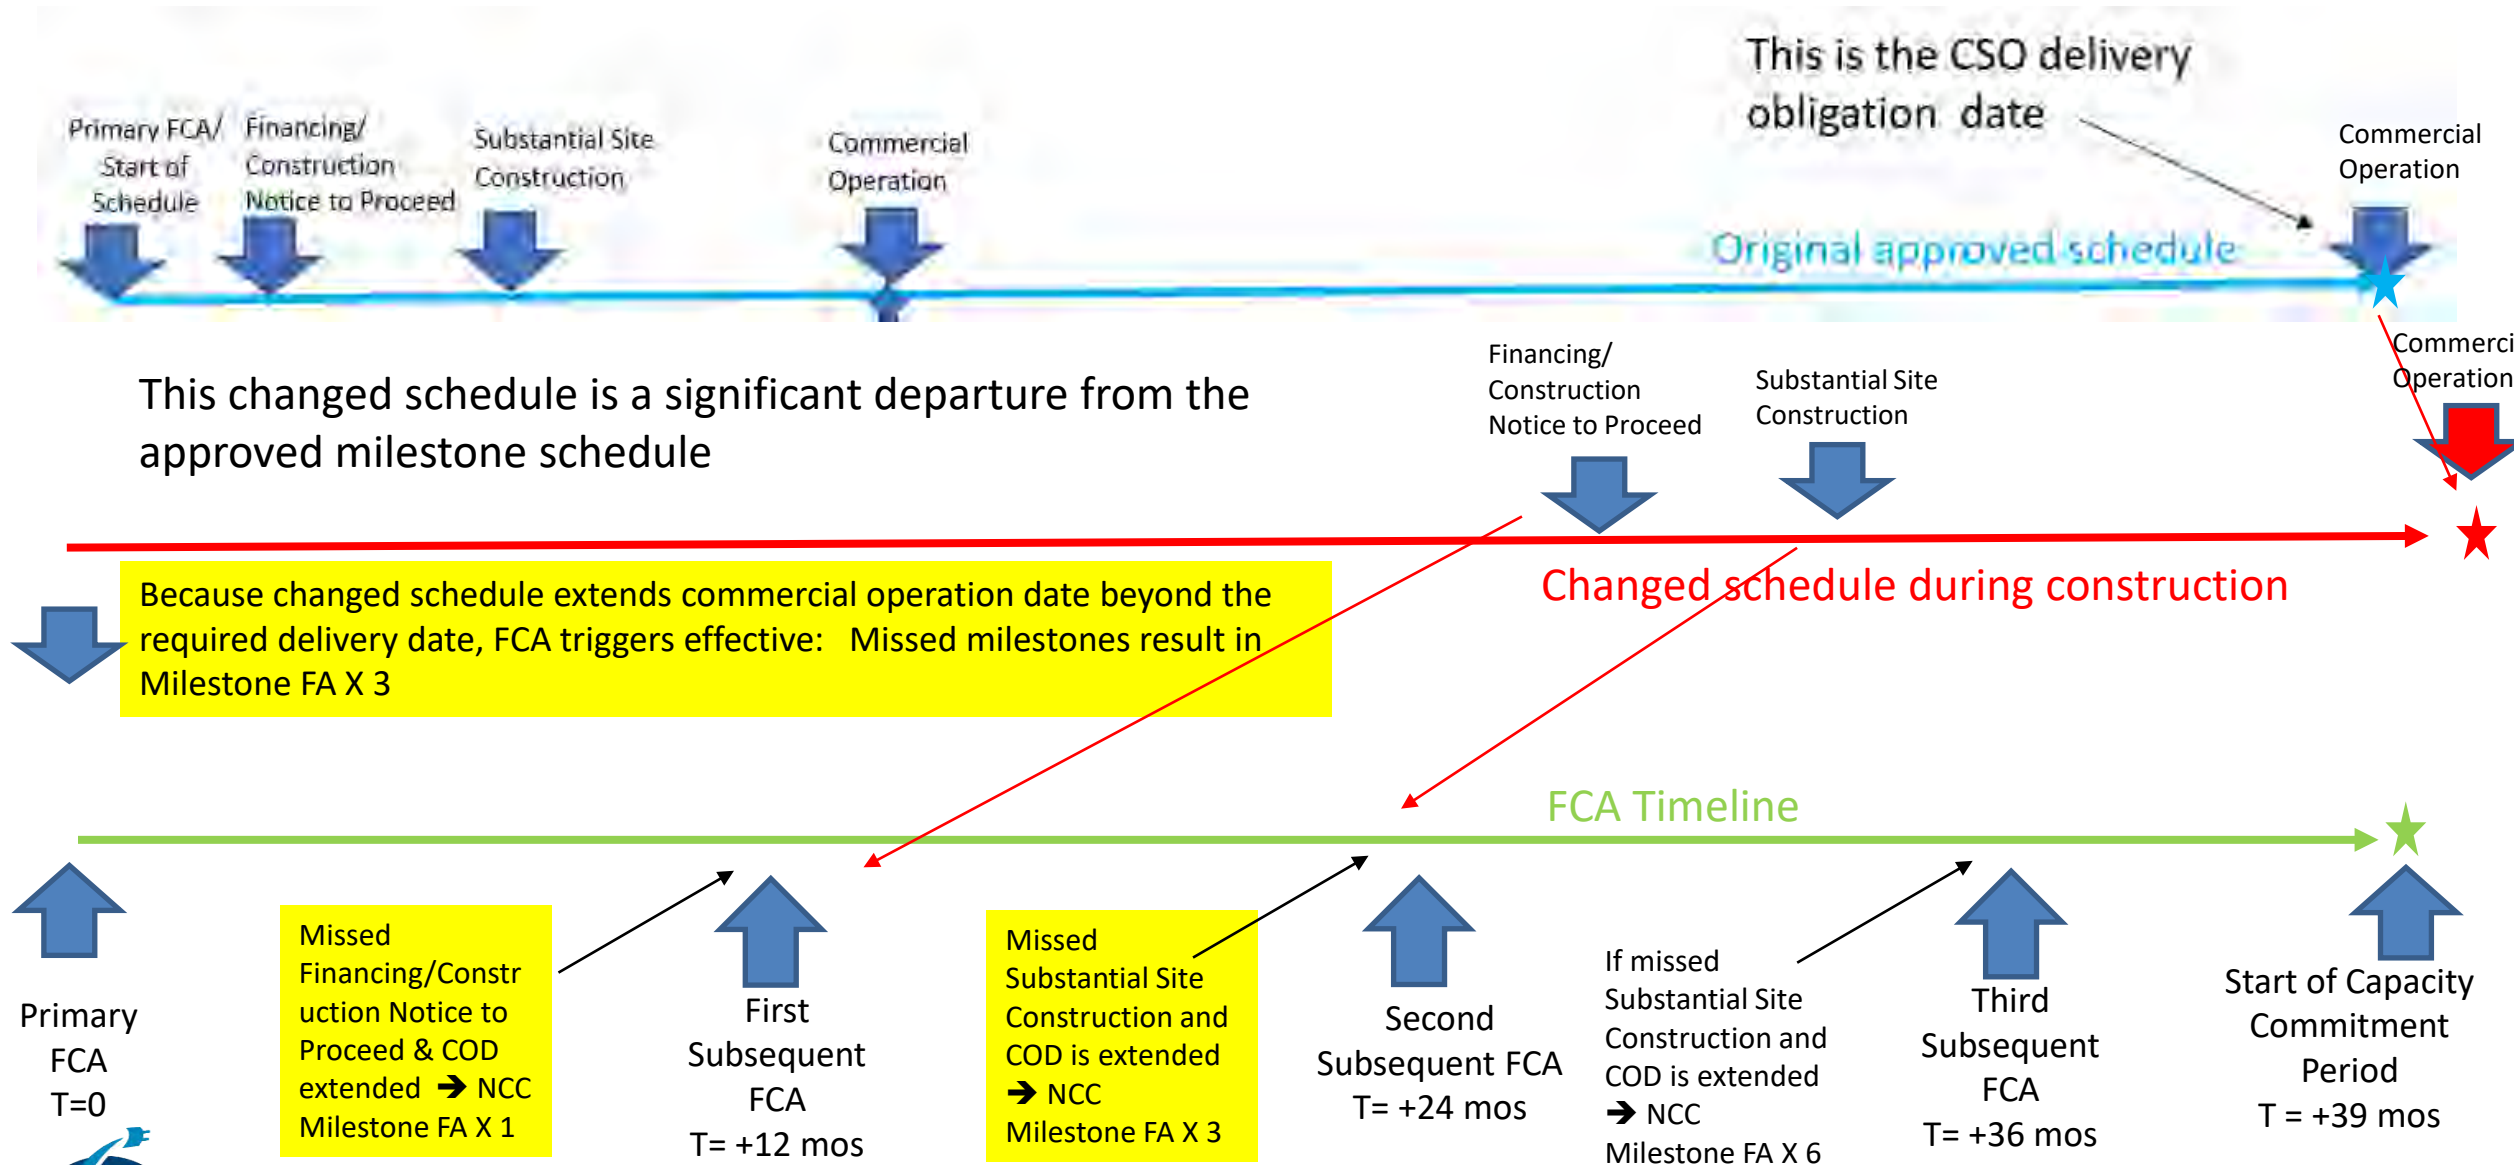 This is the CSO delivery
obligation date
Primary FCA/
Start of
Schedule
Financing/
Construction
Notice to Proceed
Substantial Site
Construction
Commercial
Operation
Commercial
Operation
Original approved schedule
This changed schedule is a significant departure from the
approved milestone schedule
Financing/
Construction
Notice to Proceed
Substantial Site
Construction
Commerci
Operation
Because changed schedule extends commercial operation date beyond the
required delivery date, FCA triggers effective: Missed milestones result in
Milestone FA X 3
Changed schedule during construction
FCA Timeline
Primary
FCA
T=0
Missed
Financing/Constr
uction Notice to
Proceed & COD
extended ➔ NCC
Milestone FA X 1
First
Subsequent
FCA
T= +12 mos
Missed
Substantial Site
Construction and
COD is extended
➔ NCC
Milestone FA X 3
Second
Subsequent FCA
T= +24 mos
If missed
Substantial Site
Construction and
COD is extended
➔ NCC
Milestone FA X 6
Third
Subsequent
FCA
T= +36 mos
Start of Capacity
Commitment
Period
T = +39 mos